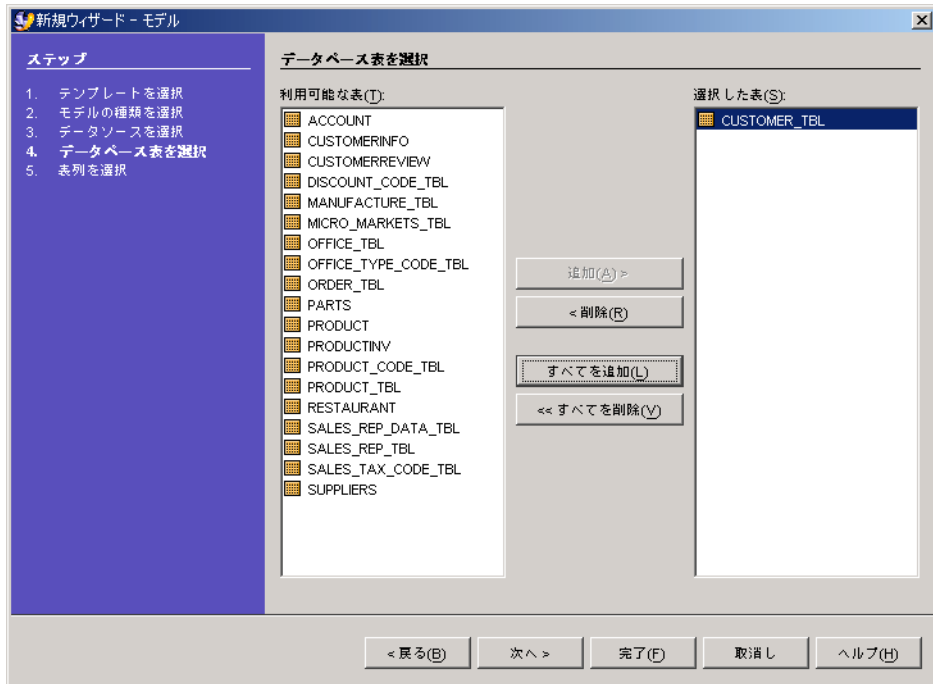 新規ウィザード - モデル
ステップ
1. テンプレートを選択
2. モデルの種類を選択
3. データソースを選択
4. データベース表を選択
5. 表列を選択
データベース表を選択
利用可能な表(T):
ACCOUNT
CUSTOMERINFO
CUSTOMERREVIEW
DISCOUNT_CODE_TBL
MANUFACTURE_TBL
MICRO_MARKETS_TBL
OFFICE_TBL
OFFICE_TYPE_CODE_TBL
ORDER_TBL
PARTS
PRODUCT
PRODUCTINV
PRODUCT_CODE_TBL
PRODUCT_TBL
RESTAURANT
SALES_REP_DATA_TBL
SALES_REP_TBL
SALES_TAX_CODE_TBL
SUPPLIERS
追加(A) >
< 削除(R)
すべてを追加(L)
<< すべてを削除(V)
選択した表(S):
CUSTOMER_TBL
< 戻る(B)
次へ >
完了(F)
取消し
ヘルプ(H)